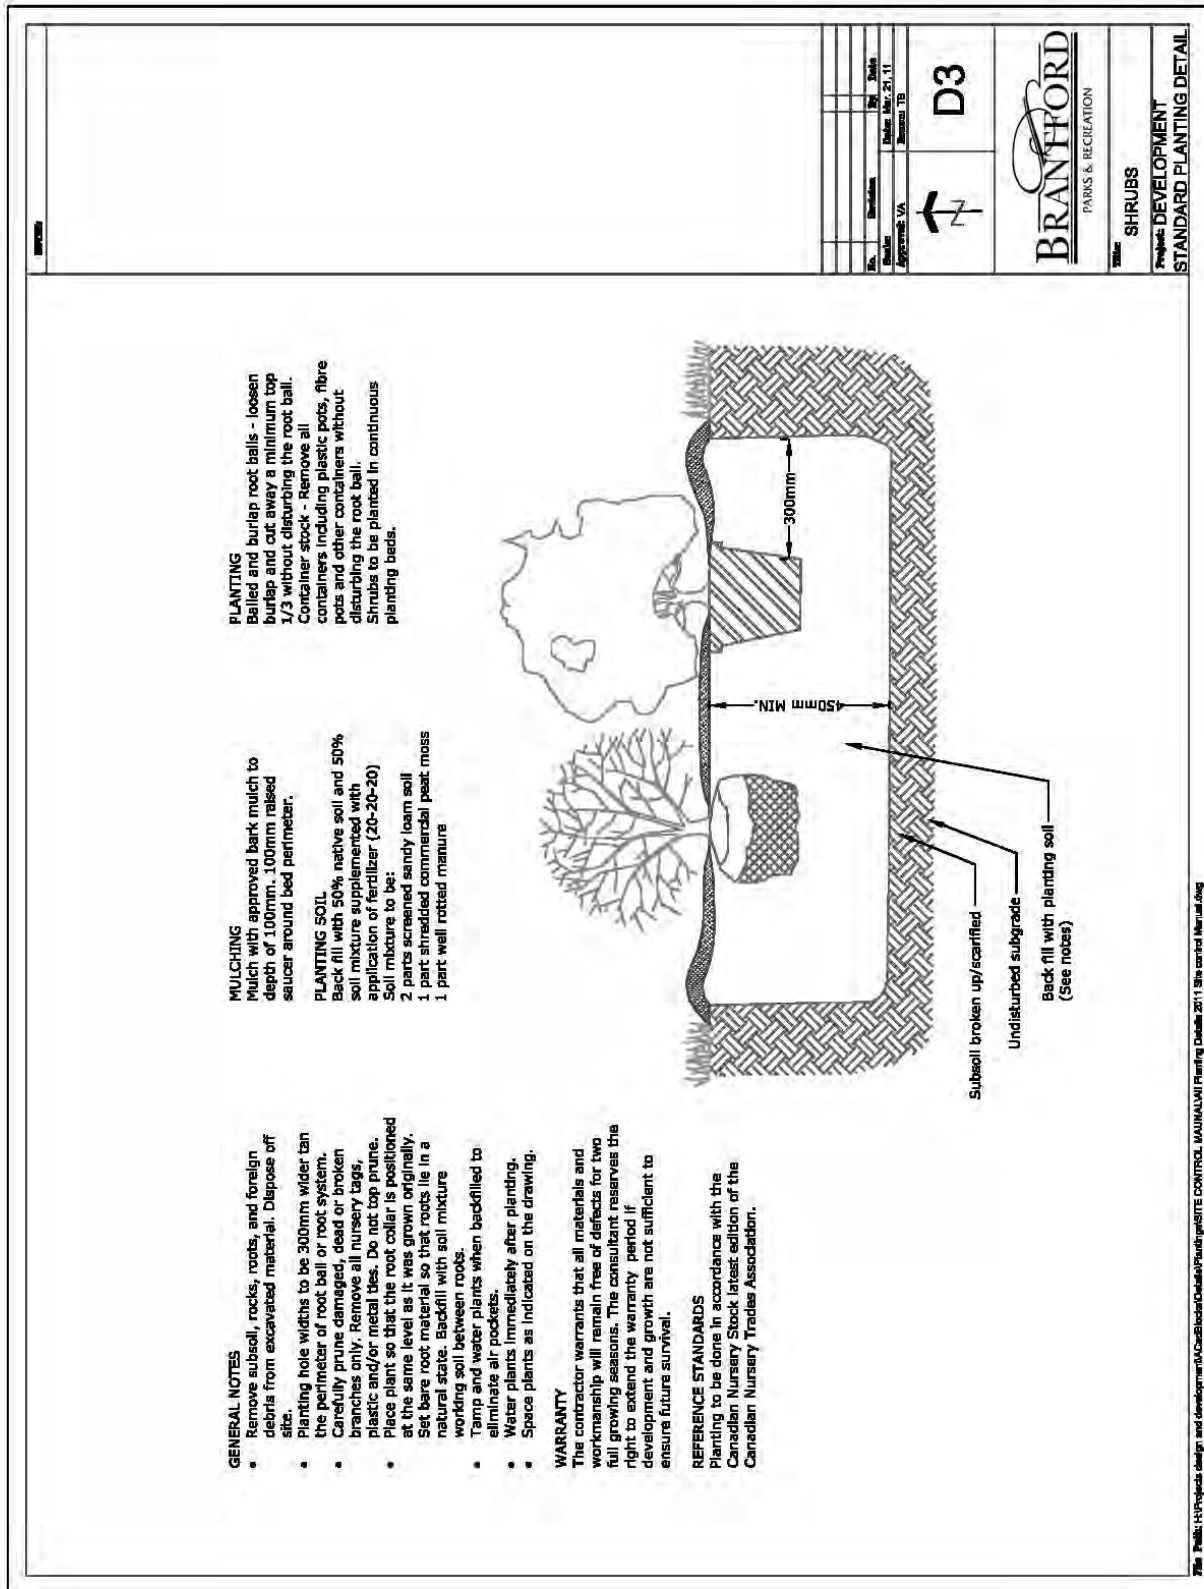 GENERAL NOTES
• Remove subsoil, rocks, roots, and foreign
debris from excavated material. Dispose off
site.
• Planting hole widths to be 300mm wider tan
the perimeter of root ball or root system.
• Carefully prune damaged, dead or broken
branches only. Remove all nursery tags,
plastic and/or metal ties. Do not top prune.
• Place plant so that the root collar is positioned
at the same level as it was grown originally.
Set bare root material so that roots lie in a
natural state. Backfill with soil mixture
working soil between roots.
• Tamp and water plants when backfilled to
eliminate air pockets.
• Water plants immediately after planting.
• Space plants as indicated on the drawing.
WARRANTY
The contractor warrants that all materials and
workmanship will remain free of defects for two
full growing seasons. The consultant reserves the
right to extend the warranty period if
development and growth are not sufficient to
ensure future survival.
REFERENCE STANDARDS
Planting to be done in accordance with the
Canadian Nursery Stock latest edition of the
Canadian Nursery Trades Association.
MULCHING
Mulch with approved bark mulch to
depth of 100mm. 100mm raised
saucer around bed perimeter.
PLANTING SOIL
Back fill with 50% native soil and 50%
soil mixture supplemented with
application of fertilizer (20-20-20)
Soil mixture to be:
2 parts screened sandy loam soil
1 part shredded commercial peat moss
1 part well rotted manure
PLANTING
Balled and burlap root balls - loosen
burlap and cut away a minimum top
1/3 without disturbing the root ball.
Container stock - Remove all
containers including plastic pots, fibre
pots and other containers without
disturbing the root ball.
Shrubs to be planted in continuous
planting beds.
450mm MIN.
300mm
Subsoil broken up/scarified
Undisturbed subgrade
Back fill with planting soil
(See notes)
No. Revision By Date
Scale: Date: Mar. 21, 11
Approved: VA Drawn: TB
N
D3
BRANTFORD
PARKS & RECREATION
Title:
SHRUBS
Project: DEVELOPMENT
STANDARD PLANTING DETAIL